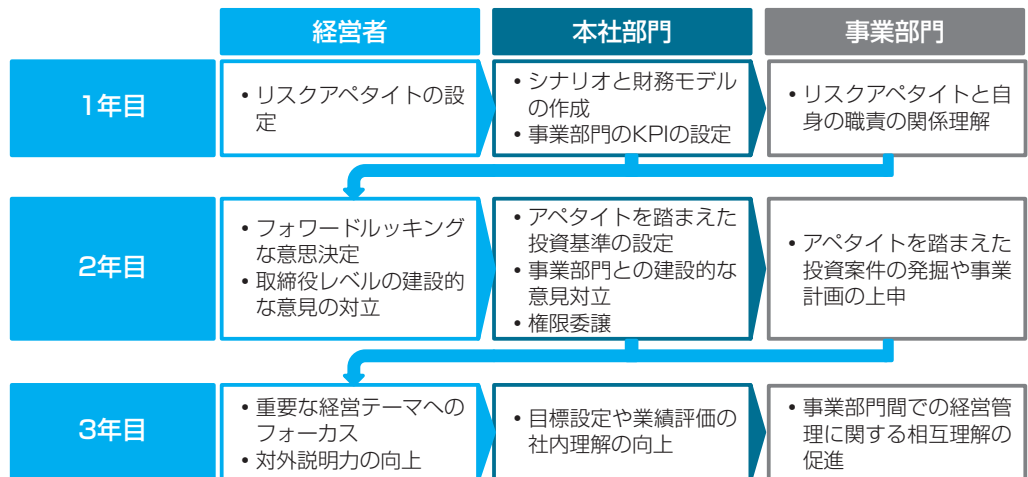 経営者
本社部門
事業部門
1年目
• リスクアペタイトの設
定
• シナリオと財務モデル
の作成
• 事業部門のKPIの設定
• リスクアペタイトと自
身の職責の関係理解
2年目
• フォワードルッキング
な意思決定
• 取締役レベルの建設的
な意見の対立
• アペタイトを踏まえた
投資基準の設定
• 事業部門との建設的な
意見対立
• 権限委譲
• アペタイトを踏まえた
投資案件の発掘や事業
計画の上申
3年目
• 重要な経営テーマへの
フォーカス
• 対外説明力の向上
• 目標設定や業績評価の
社内理解の向上
• 事業部門間での経営管
理に関する相互理解の
促進